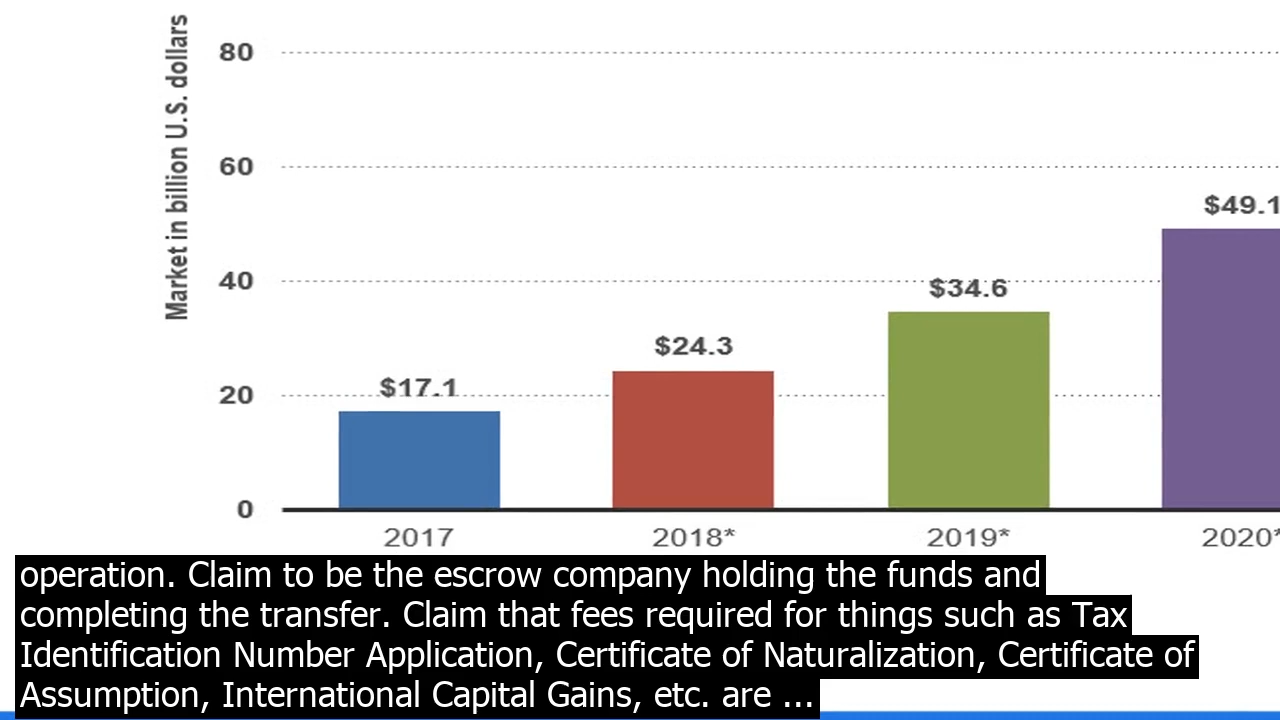 Market in billion U.S. dollars
80
60
40
20
0
$17.1
$24.3
$34.6
$49.1
2017
2018*
2019*
2020*
operation. Claim to be the escrow company holding the funds and
completing the transfer. Claim that fees required for things such as Tax
Identification Number Application, Certificate of Naturalization, Certificate of
Assumption, International Capital Gains, etc. are ...